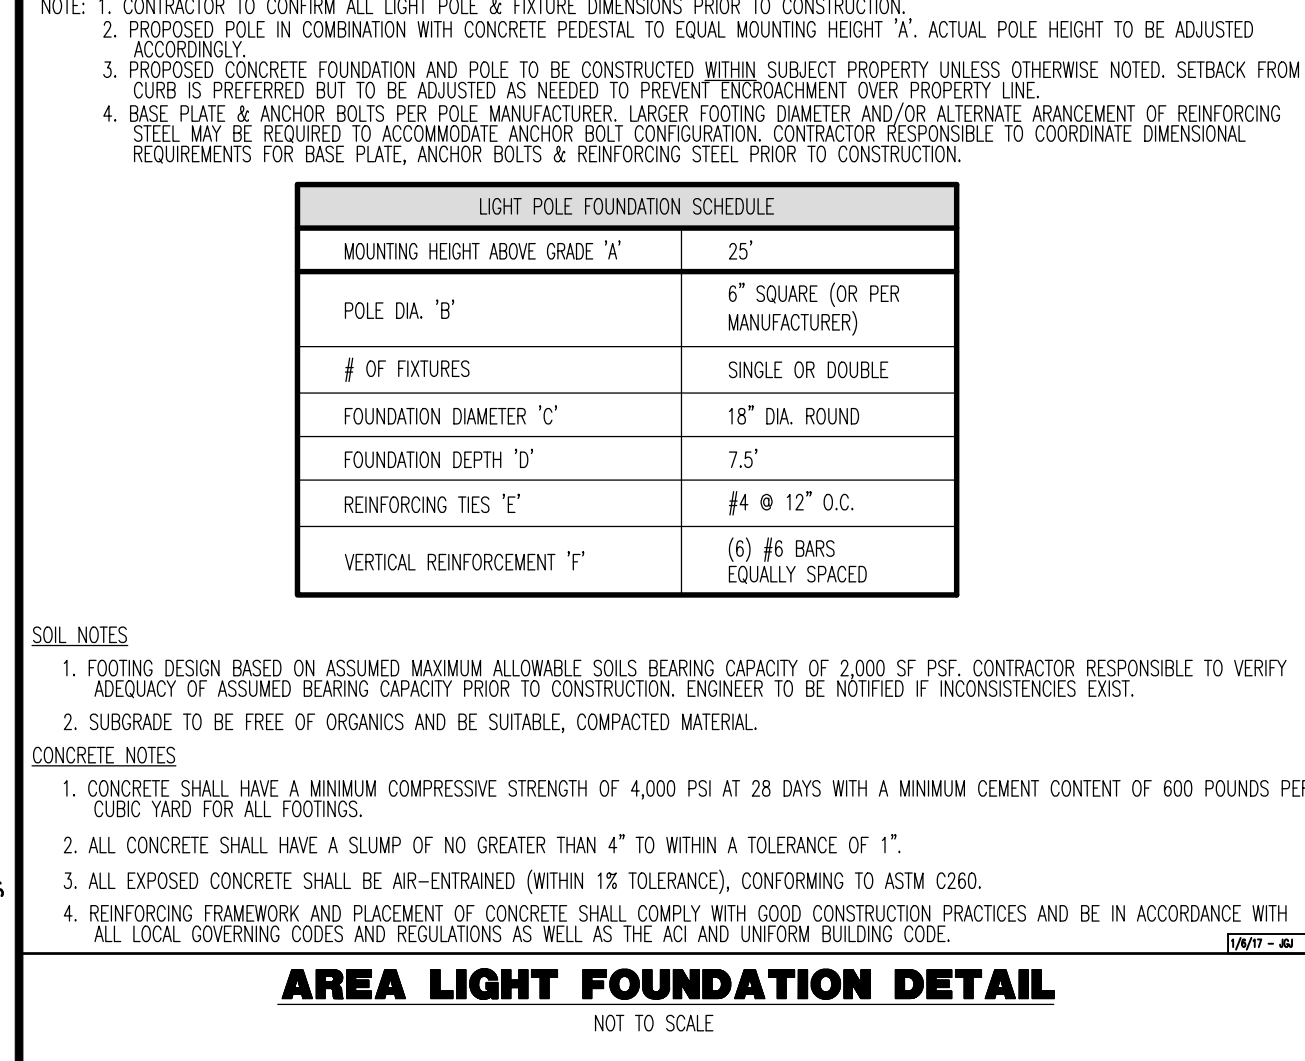 NOTE: 1. CONTRACTOR TO CONFIRM ALL LIGHT POLE & FIXTURE DIMENSIONS PRIOR TO CONSTRUCTION.
2. PROPOSED POLE IN COMBINATION WITH CONCRETE PEDESTAL TO EQUAL MOUNTING HEIGHT 'A'. ACTUAL POLE HEIGHT TO BE ADJUSTED
ACCORDINGLY.
3. PROPOSED CONCRETE FOUNDATION AND POLE TO BE CONSTRUCTED WITHIN SUBJECT PROPERTY UNLESS OTHERWISE NOTED. SETBACK FROM
CURB IS PREFERRED BUT TO BE ADJUSTED AS NEEDED TO PREVENT ENCROACHMENT OVER PROPERTY LINE.
4. BASE PLATE & ANCHOR BOLTS PER POLE MANUFACTURER. LARGER FOOTING DIAMETER AND/OR ALTERNATE ARANCEMENT OF REINFORCING
STEEL MAY BE REQUIRED TO ACCOMMODATE ANCHOR BOLT CONFIGURATION. CONTRACTOR RESPONSIBLE TO COORDINATE DIMENSIONAL
REQUIREMENTS FOR BASE PLATE, ANCHOR BOLTS & REINFORCING STEEL PRIOR TO CONSTRUCTION.
LIGHT POLE FOUNDATION SCHEDULE
MOUNTING HEIGHT ABOVE GRADE 'A' 25'
POLE DIA. 'B' 6" SQUARE (OR PER
MANUFACTURER)
# OF FIXTURES SINGLE OR DOUBLE
FOUNDATION DIAMETER 'C' 18" DIA. ROUND
FOUNDATION DEPTH 'D' 7.5'
REINFORCING TIES 'E' #4 @ 12" O.C.
VERTICAL REINFORCEMENT 'F' (6) #6 BARS
EQUALLY SPACED
SOIL NOTES
1. FOOTING DESIGN BASED ON ASSUMED MAXIMUM ALLOWABLE SOILS BEARING CAPACITY OF 2,000 SF PSF. CONTRACTOR RESPONSIBLE TO VERIFY
ADEQUACY OF ASSUMED BEARING CAPACITY PRIOR TO CONSTRUCTION. ENGINEER TO BE NOTIFIED IF INCONSISTENCIES EXIST.
2. SUBGRADE TO BE FREE OF ORGANICS AND BE SUITABLE, COMPACTED MATERIAL.
CONCRETE NOTES
1. CONCRETE SHALL HAVE A MINIMUM COMPRESSIVE STRENGTH OF 4,000 PSI AT 28 DAYS WITH A MINIMUM CEMENT CONTENT OF 600 POUNDS PER
CUBIC YARD FOR ALL FOOTINGS.
2. ALL CONCRETE SHALL HAVE A SLUMP OF NO GREATER THAN 4" TO WITHIN A TOLERANCE OF 1".
3. ALL EXPOSED CONCRETE SHALL BE AIR-ENTRAINED (WITHIN 1% TOLERANCE), CONFORMING TO ASTM C260.
4. REINFORCING FRAMEWORK AND PLACEMENT OF CONCRETE SHALL COMPLY WITH GOOD CONSTRUCTION PRACTICES AND BE IN ACCORDANCE WITH
ALL LOCAL GOVERNING CODES AND REGULATIONS AS WELL AS THE ACI AND UNIFORM BUILDING CODE.
1/6/17 - JGJ
AREA LIGHT FOUNDATION DETAIL
NOT TO SCALE